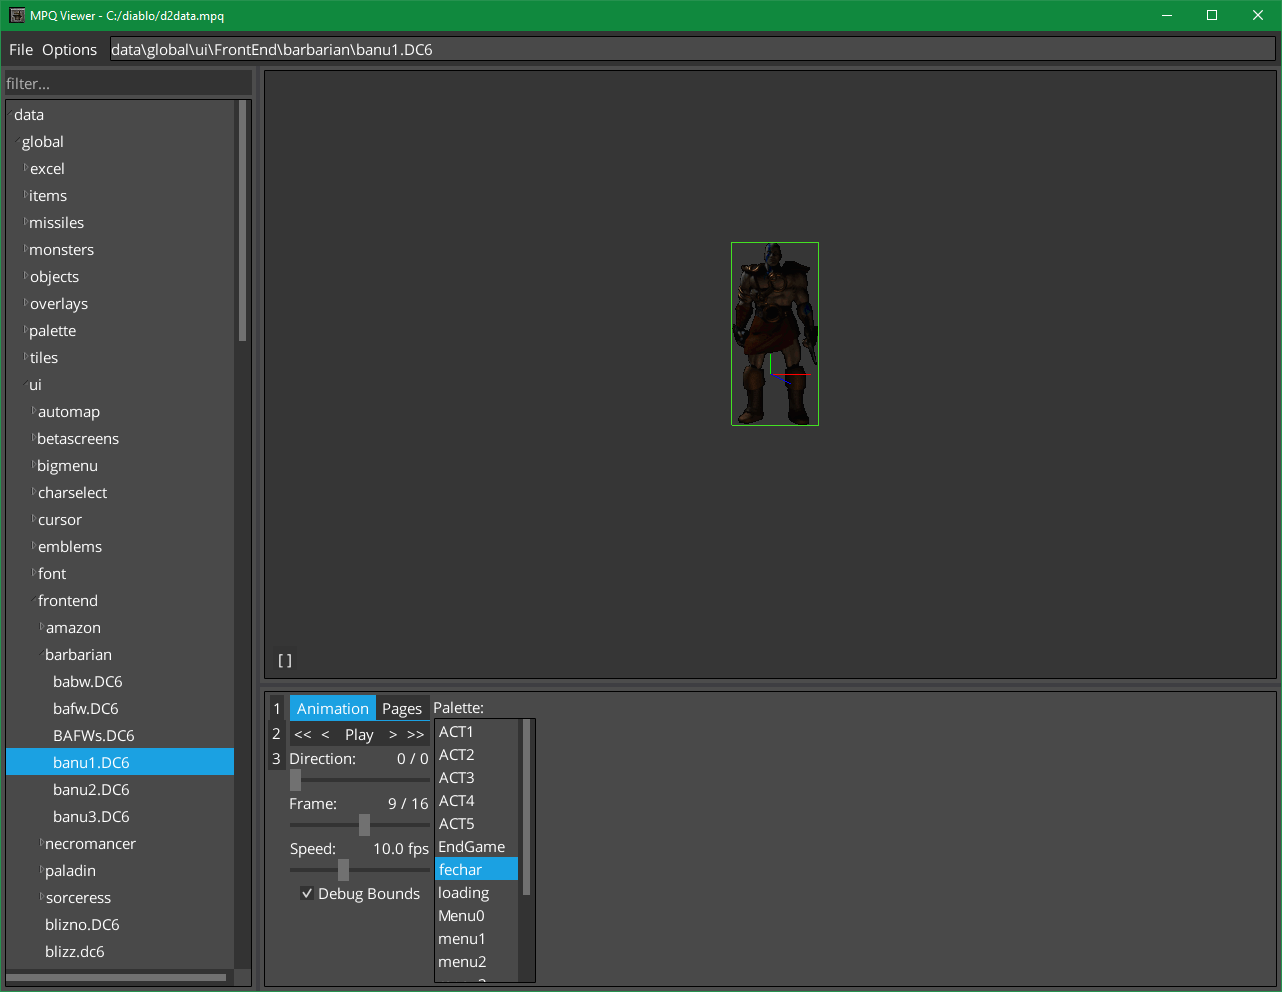 MPQ Viewer - C:/diablo/d2data.mpq
File Options data\global\ui\FrontEnd\barbarian\banu1.DC6
filter...
data
global
excel
items
missiles
monsters
objects
overlays
palette
tiles
ui
automap
betascreens
bigmenu
charselect
cursor
emblems
font
frontend
amazon
barbarian
babw.DC6
bafw.DC6
BAFWs.DC6
banu1.DC6
banu2.DC6
banu3.DC6
necromancer
paladin
sorceress
blizno.DC6
blizz.dc6
[ ]
1
2
3
Animation Pages
<< < Play > >>
Direction: 0 / 0
Frame: 9 / 16
Speed: 10.0 fps
Debug Bounds
Palette:
ACT1
ACT2
ACT3
ACT4
ACT5
EndGame
fechar
loading
Menu0
menu1
menu2